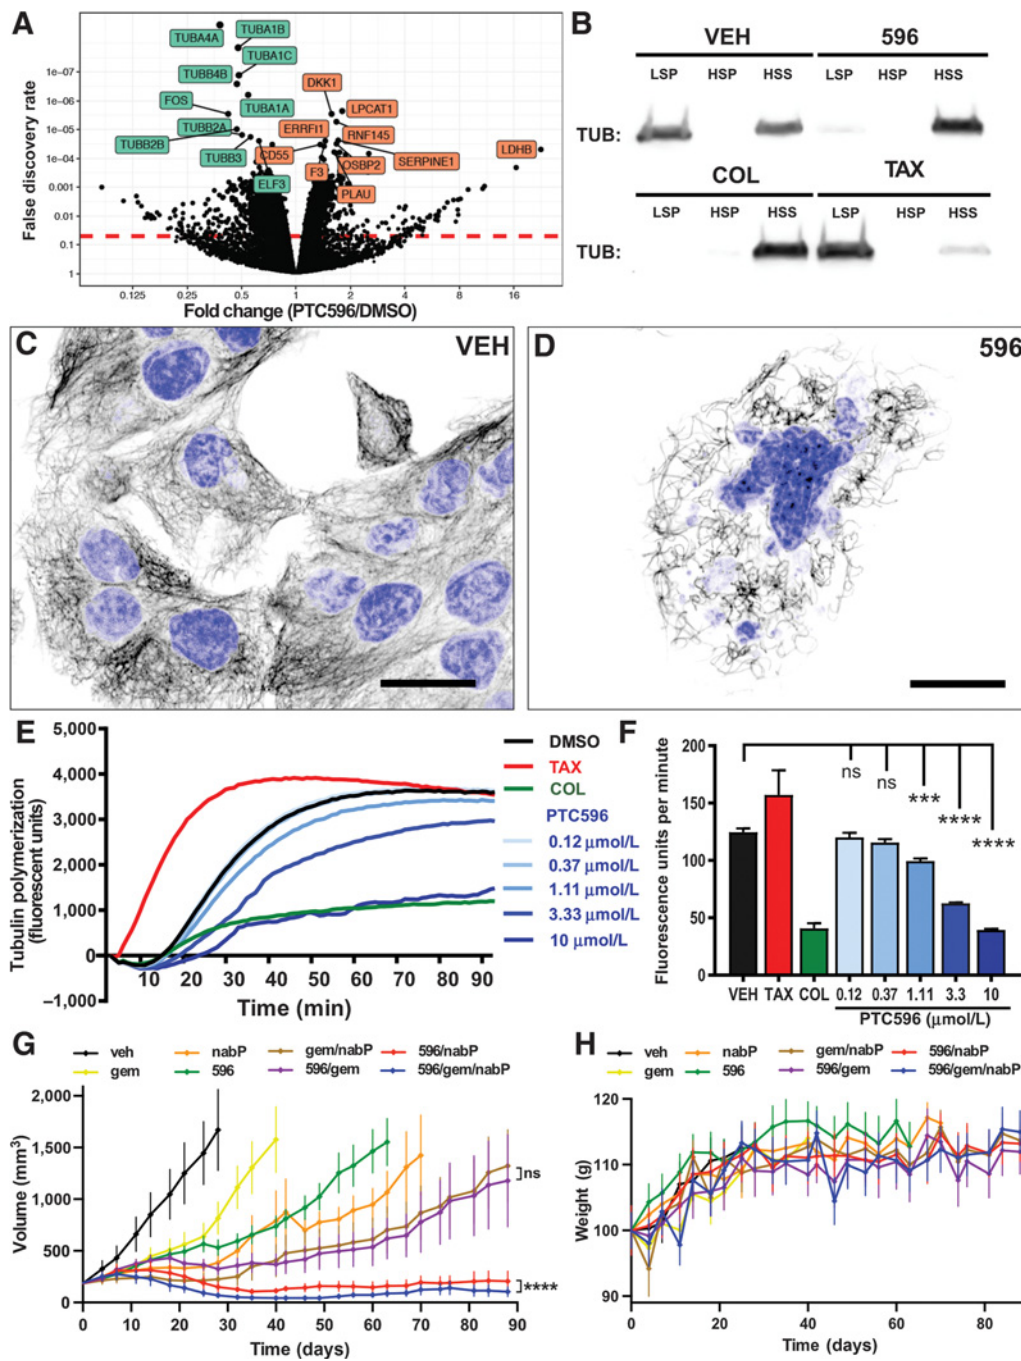 A
TUBA4A
TUBA1B
TUBA1C
TUBB4B
FOS
TUBA1A
TUBB2A
TUBB2B
TUBB3
ELF3
DKK1
LPCAT1
ERRFI1
RNF145
CD55
SERPINE1
LDHB
F3
OSBP2
PLAU
False discovery rate
1e−07
1e−06
1e−05
1e−04
0.001
0.01
0.1
1
0.125 0.25 0.5 1 2 4 8 16
Fold change (PTC596/DMSO)
B
VEH 596
LSP HSP HSS LSP HSP HSS
TUB:
COL TAX
LSP HSP HSS LSP HSP HSS
TUB:
C VEH
D 596
E
Tubulin polymerization
(fluorescent units)
5,000
4,000
3,000
2,000
1,000
0
−1,000
10 20 30 40 50 60 70 80 90
Time (min)
DMSO
TAX
COL
PTC596
0.12 µmol/L
0.37 µmol/L
1.11 µmol/L
3.33 µmol/L
10 µmol/L
F
Fluorescence units per minute
200
150
100
50
0
ns ns *** **** ****
VEH TAX COL 0.12 0.37 1.11 3.3 10
PTC596 (µmol/L)
G
veh nabP gem/nabP 596/nabP
gem 596 596/gem 596/gem/nabP
Volume (mm³)
2,000
1,500
1,000
500
0
ns
****
0 10 20 30 40 50 60 70 80 90
Time (days)
H
veh nabP gem/nabP 596/nabP
gem 596 596/gem 596/gem/nabP
Weight (g)
120
110
100
90
0 20 40 60 80
Time (days)